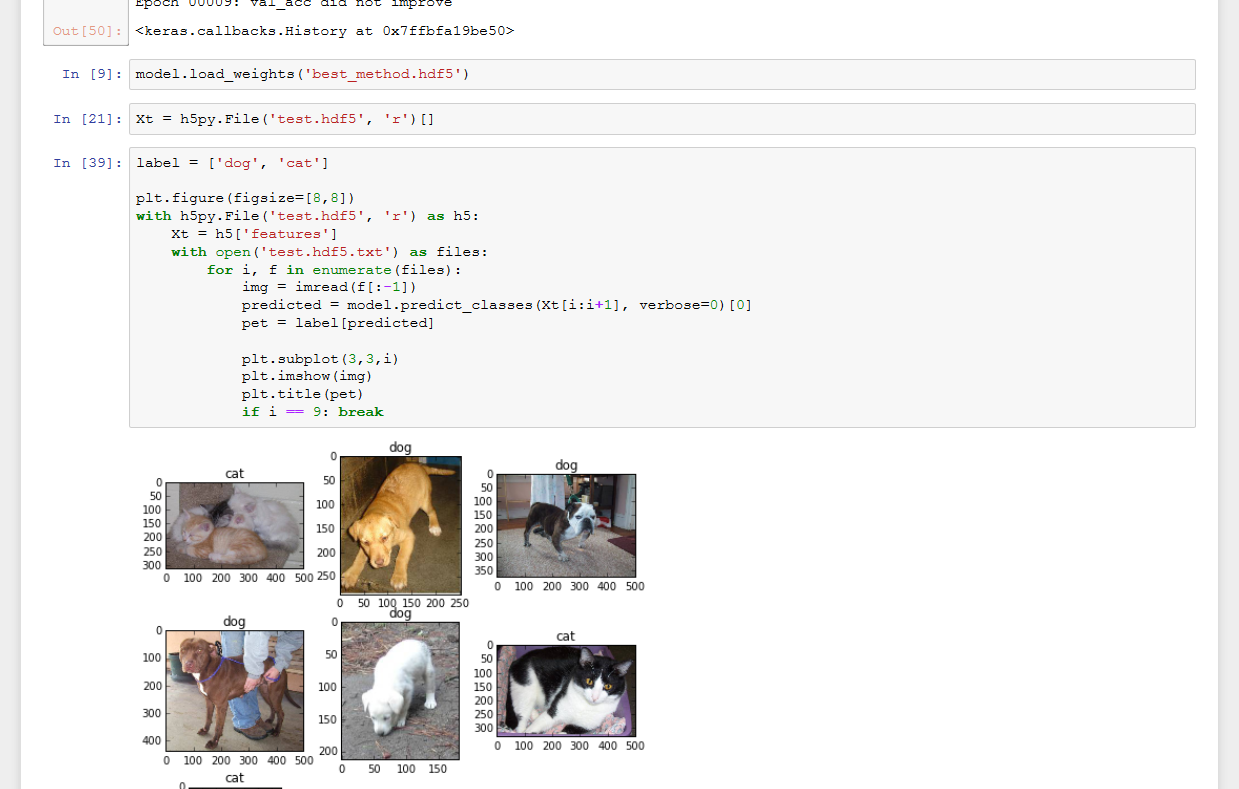 Epoch 00009: val_acc did not improve
Out[50]: <keras.callbacks.History at 0x7ffbfa19be50>
In [9]: model.load_weights('best_method.hdf5')
In [21]: Xt = h5py.File('test.hdf5', 'r')[]
In [39]: label = ['dog', 'cat']
plt.figure(figsize=[8,8])
with h5py.File('test.hdf5', 'r') as h5:
    Xt = h5['features']
    with open('test.hdf5.txt') as files:
        for i, f in enumerate(files):
            img = imread(f[:-1])
            predicted = model.predict_classes(Xt[i:i+1], verbose=0)[0]
            pet = label[predicted]
            plt.subplot(3,3,i)
            plt.imshow(img)
            plt.title(pet)
            if i == 9: break
cat
0
50
100
150
200
250
300
0 100 200 300 400 500
dog
0
50
100
150
200
250
0 50 100 150 200 250
dog
0
50
100
150
200
250
300
350
0 100 200 300 400 500
dog
0
100
200
300
400
0 100 200 300 400 500
dog
0
50
100
150
200
0 50 100 150
cat
0
50
100
150
200
250
300
0 100 200 300 400 500
cat
0